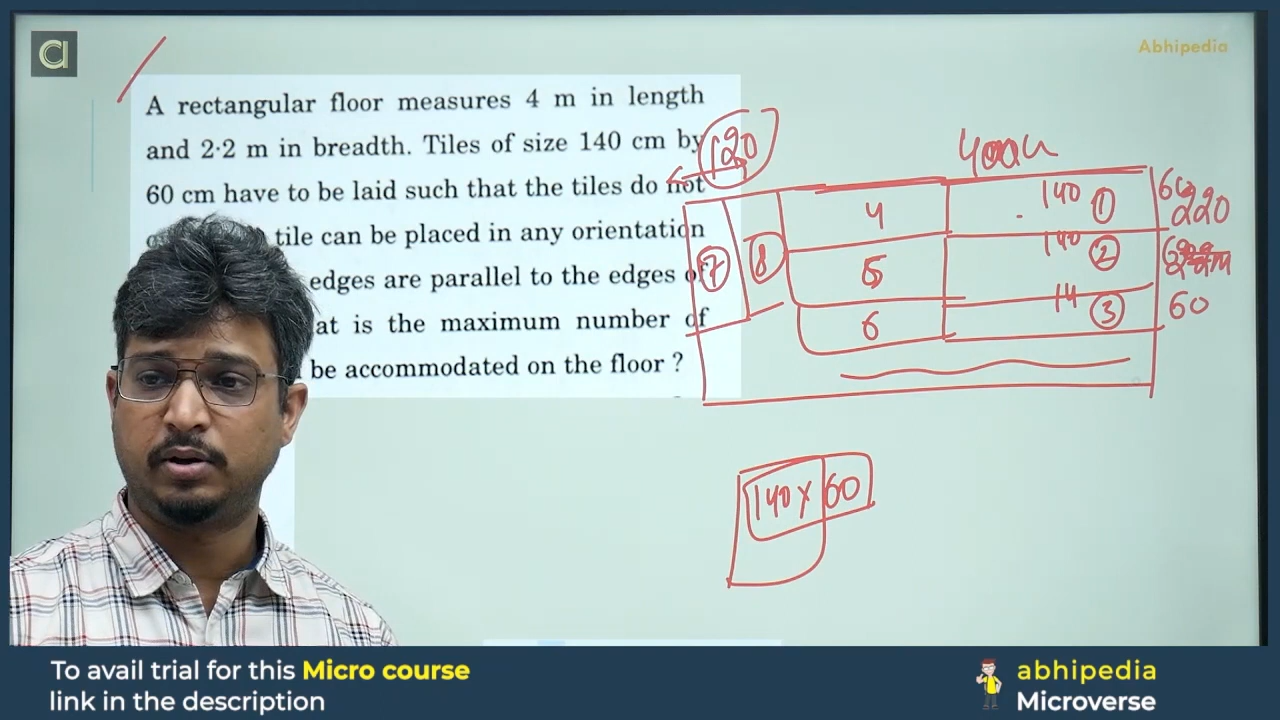 Abhipedia
A rectangular floor measures 4 m in length
and 2·2 m in breadth. Tiles of size 140 cm by
60 cm have to be laid such that the tiles do not
tile can be placed in any orientation
edges are parallel to the edges of
at is the maximum number of
be accommodated on the floor ?
120
140 1
4
220
140 2
7 8 5
14 3 60
6
140 x 60
To avail trial for this Micro course
link in the description
abhipedia
Microverse